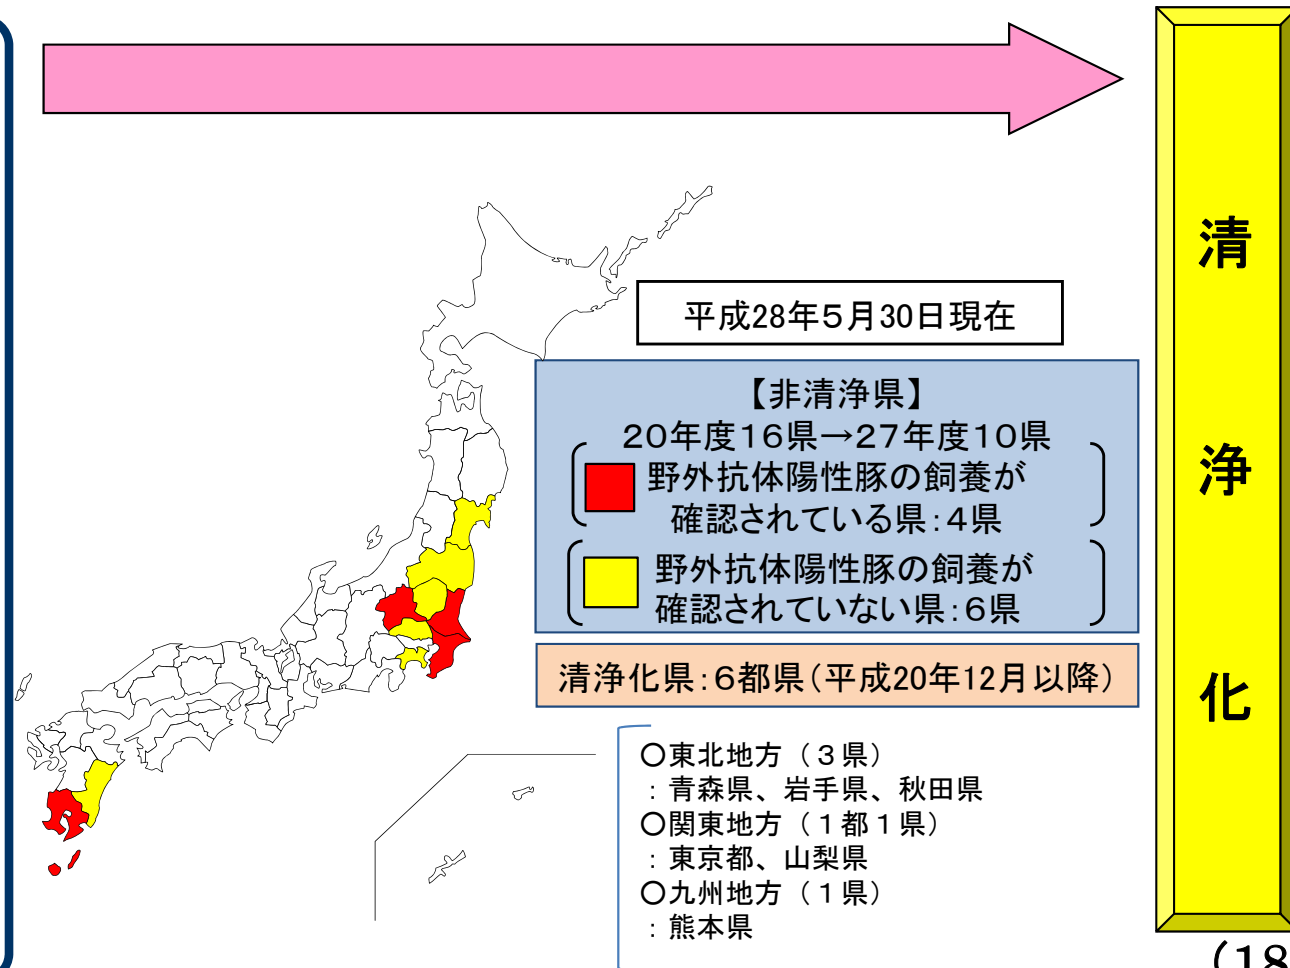 平成28年5月30日現在
【非清浄県】
20年度16県→27年度10県
野外抗体陽性豚の飼養が
確認されている県：4県
野外抗体陽性豚の飼養が
確認されていない県：6県
清浄化県：6都県（平成20年12月以降）
○東北地方（３県）
：青森県、岩手県、秋田県
○関東地方（１都１県）
：東京都、山梨県
○九州地方（１県）
：熊本県
清浄化
（18